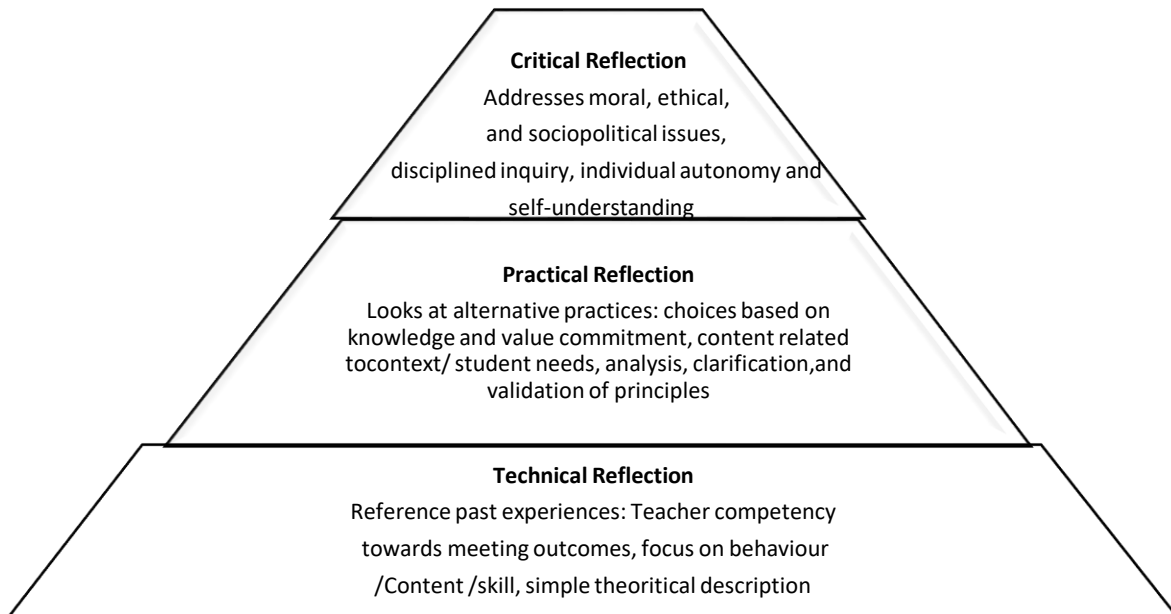 Critical Reflection
Addresses moral, ethical,
and sociopolitical issues,
disciplined inquiry, individual autonomy and
self-understanding
Practical Reflection
Looks at alternative practices: choices based on
knowledge and value commitment, content related
tocontext/ student needs, analysis, clarification,and
validation of principles
Technical Reflection
Reference past experiences: Teacher competency
towards meeting outcomes, focus on behaviour
/Content /skill, simple theoritical description